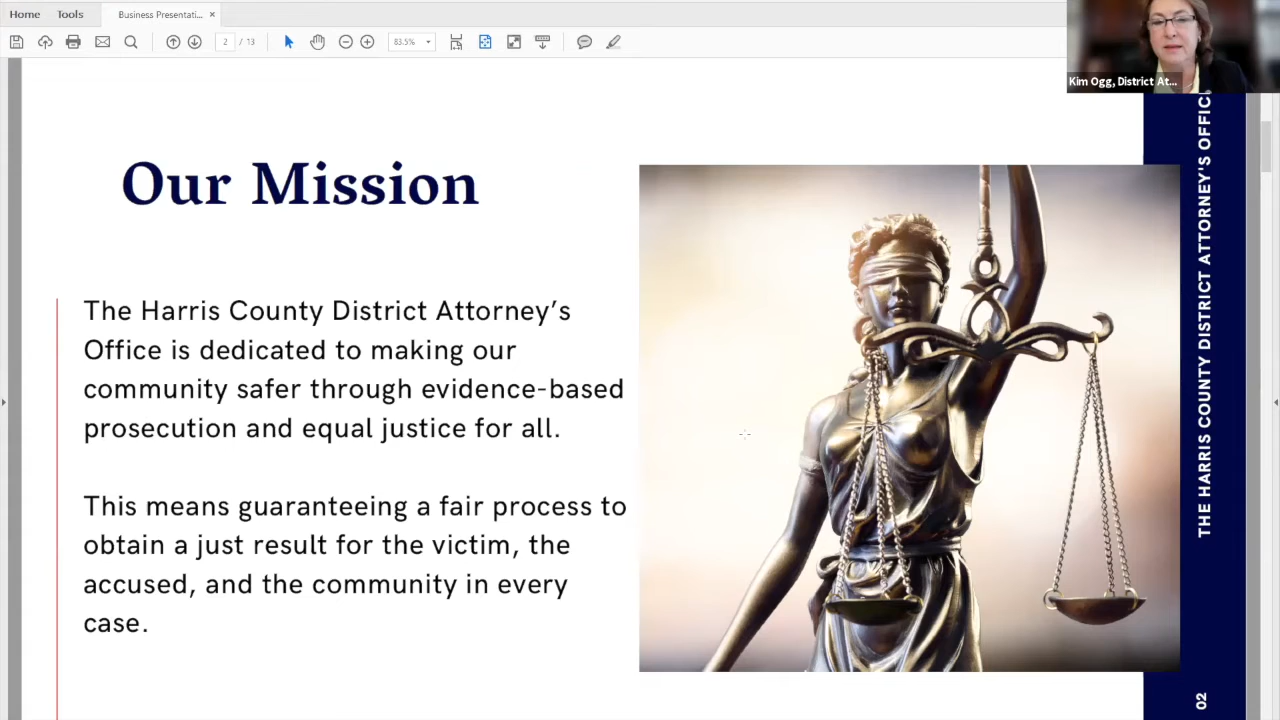 Home
Tools
Business Presentati...
2 / 13
83.5%
Kim Ogg, District At...
Our Mission
The Harris County District Attorney’s
Office is dedicated to making our
community safer through evidence-based
prosecution and equal justice for all.
This means guaranteeing a fair process to
obtain a just result for the victim, the
accused, and the community in every
case.
THE HARRIS COUNTY DISTRICT ATTORNEY'S OFFICE
02